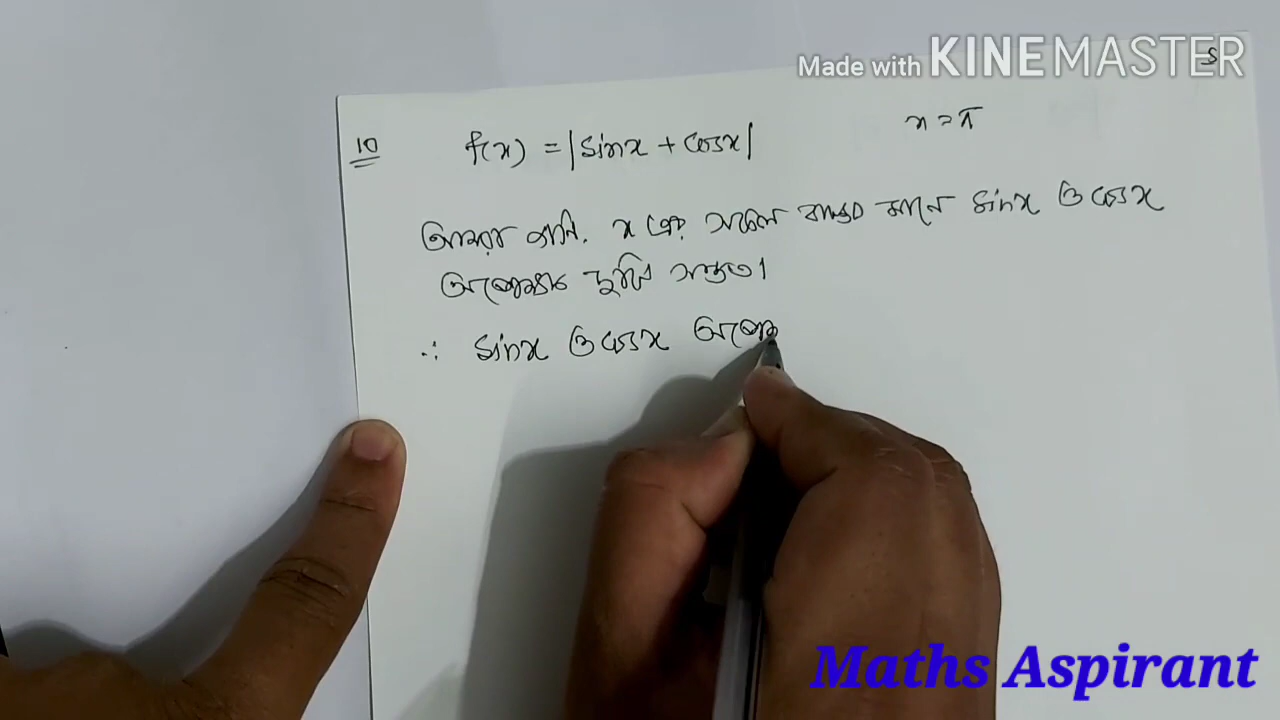 Made with KINEMASTER
10 f(x) = |sinx + cosx| x = π
আমরা জানি, x এর সকল বাস্তব মানে sinx ও cosx
অপেক্ষক দুটি সন্তত।
∴ sinx ও cosx অপেক্ষ
Maths Aspirant